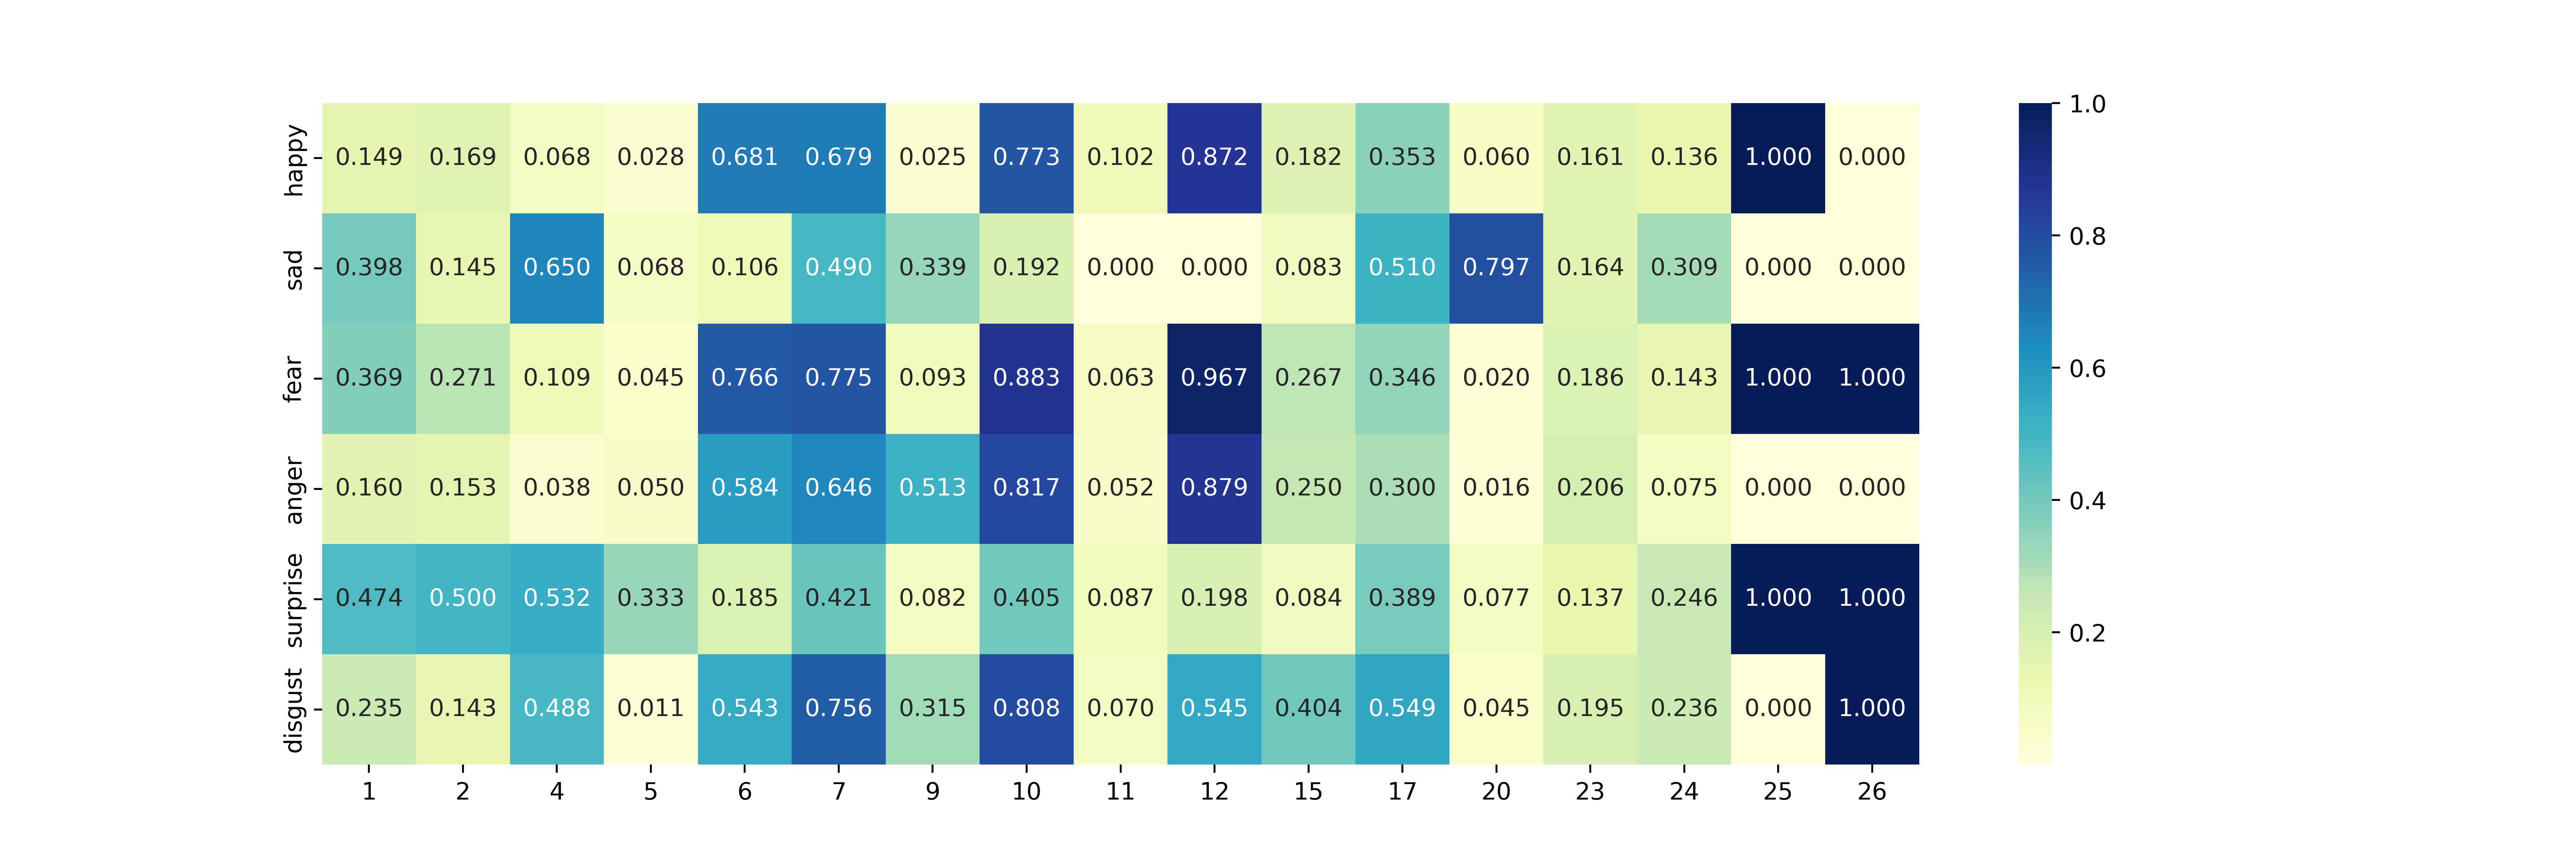 happy 0.149 0.169 0.068 0.028 0.681 0.679 0.025 0.773 0.102 0.872 0.182 0.353 0.060 0.161 0.136 1.000 0.000
sad 0.398 0.145 0.650 0.068 0.106 0.490 0.339 0.192 0.000 0.000 0.083 0.510 0.797 0.164 0.309 0.000 0.000
fear 0.369 0.271 0.109 0.045 0.766 0.775 0.093 0.883 0.063 0.967 0.267 0.346 0.020 0.186 0.143 1.000 1.000
anger 0.160 0.153 0.038 0.050 0.584 0.646 0.513 0.817 0.052 0.879 0.250 0.300 0.016 0.206 0.075 0.000 0.000
surprise 0.474 0.500 0.532 0.333 0.185 0.421 0.082 0.405 0.087 0.198 0.084 0.389 0.077 0.137 0.246 1.000 1.000
disgust 0.235 0.143 0.488 0.011 0.543 0.756 0.315 0.808 0.070 0.545 0.404 0.549 0.045 0.195 0.236 0.000 1.000
1 2 4 5 6 7 9 10 11 12 15 17 20 23 24 25 26
1.0
0.8
0.6
0.4
0.2